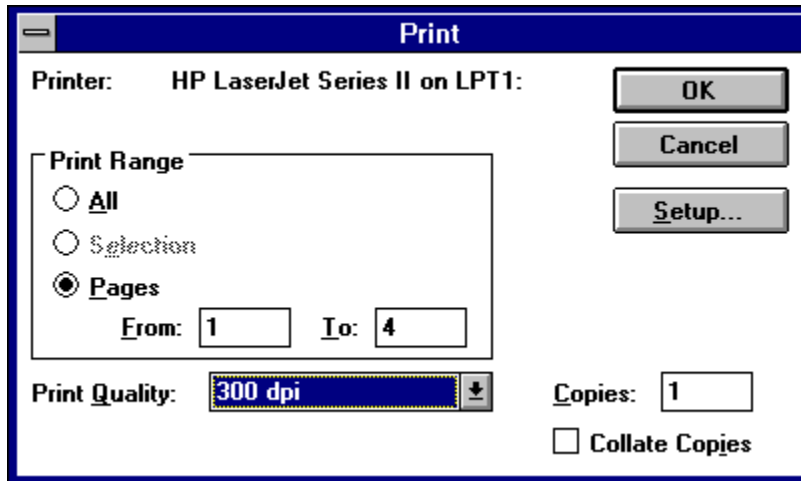 Print
Printer: HP LaserJet Series II on LPT1:
OK
Cancel
Setup...
Print Range
All
Selection
Pages
From: 1 To: 4
Print Quality: 300 dpi
Copies: 1
Collate Copies